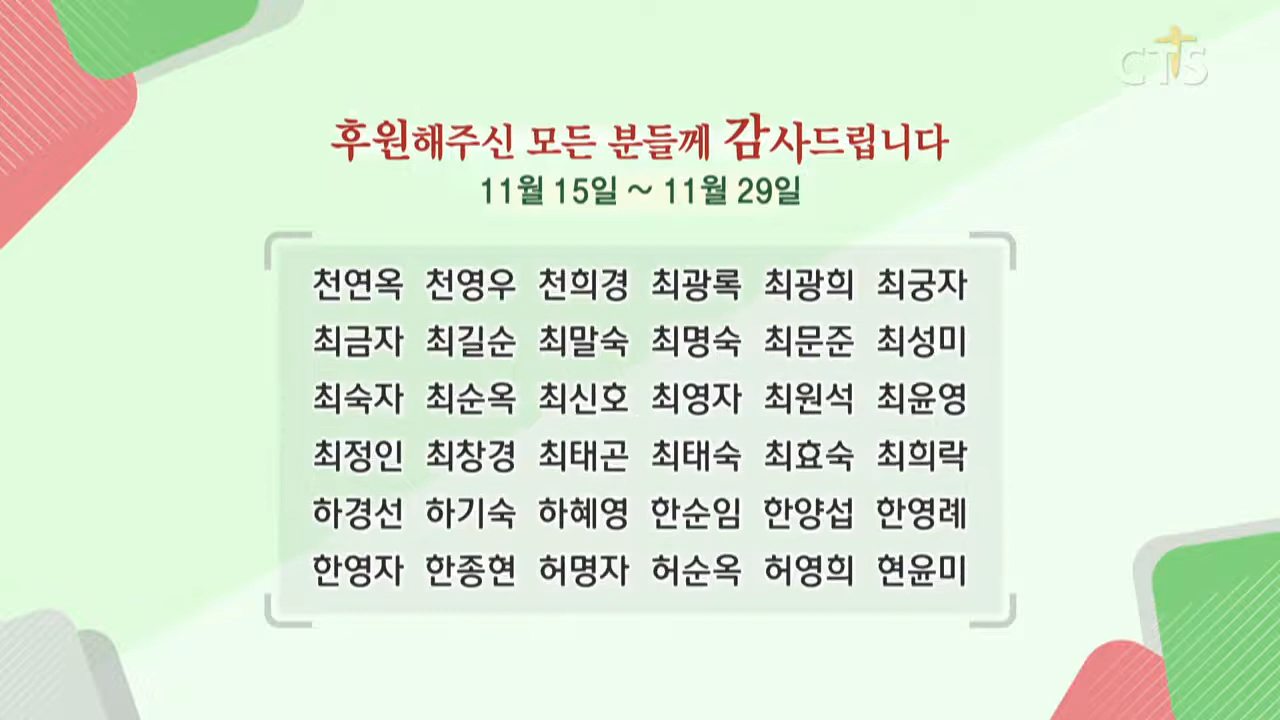 CTS
후원해주신 모든 분들께 감사드립니다
11월 15일 ~ 11월 29일
천연옥 천영우 천희경 최광록 최광희 최궁자
최금자 최길순 최말숙 최명숙 최문준 최성미
최숙자 최순옥 최신호 최영자 최원석 최윤영
최정인 최창경 최태곤 최태숙 최효숙 최희락
하경선 하기숙 하혜영 한순임 한양섭 한영례
한영자 한종현 허명자 허순옥 허영희 현윤미